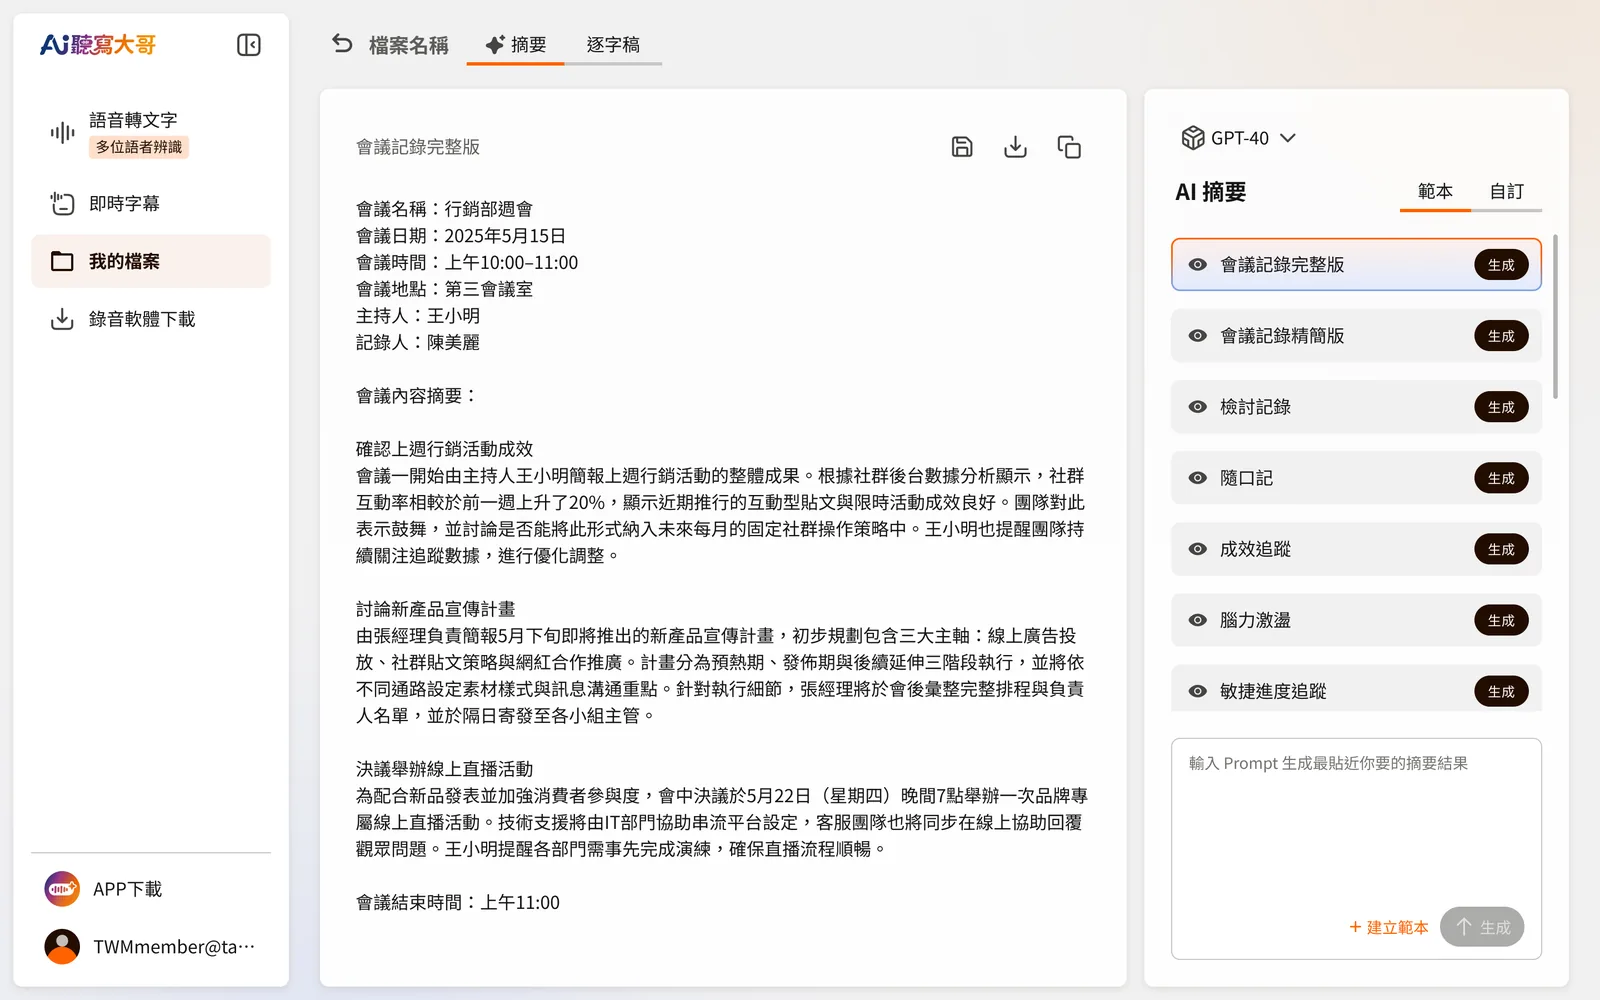 Ai聽寫大哥
語音轉文字
多位語者辨識
即時字幕
我的檔案
錄音軟體下載
APP下載
TWMmember@ta···
檔案名稱
摘要
逐字稿
會議記錄完整版
會議名稱：行銷部週會
會議日期：2025年5月15日
會議時間：上午10:00–11:00
會議地點：第三會議室
主持人：王小明
記錄人：陳美麗
會議內容摘要：
確認上週行銷活動成效
會議一開始由主持人王小明簡報上週行銷活動的整體成果。根據社群後台數據分析顯示，社群
互動率相較於前一週上升了20%，顯示近期推行的互動型貼文與限時活動成效良好。團隊對此
表示鼓舞，並討論是否能將此形式納入未來每月的固定社群操作策略中。王小明也提醒團隊持
續關注追蹤數據，進行優化調整。
討論新產品宣傳計畫
由張經理負責簡報5月下旬即將推出的新產品宣傳計畫，初步規劃包含三大主軸：線上廣告投
放、社群貼文策略與網紅合作推廣。計畫分為預熱期、發佈期與後續延伸三階段執行，並將依
不同通路設定素材樣式與訊息溝通重點。針對執行細節，張經理將於會後彙整完整排程與負責
人名單，並於隔日寄發至各小組主管。
決議舉辦線上直播活動
為配合新品發表並加強消費者參與度，會中決議於5月22日（星期四）晚間7點舉辦一次品牌專
屬線上直播活動。技術支援將由IT部門協助串流平台設定，客服團隊也將同步在線上協助回覆
觀眾問題。王小明提醒各部門需事先完成演練，確保直播流程順暢。
會議結束時間：上午11:00
GPT-40
AI 摘要
範本
自訂
會議記錄完整版
生成
會議記錄精簡版
生成
檢討記錄
生成
隨口記
生成
成效追蹤
生成
腦力激盪
生成
敏捷進度追蹤
生成
輸入 Prompt 生成最貼近你要的摘要結果
+ 建立範本
生成